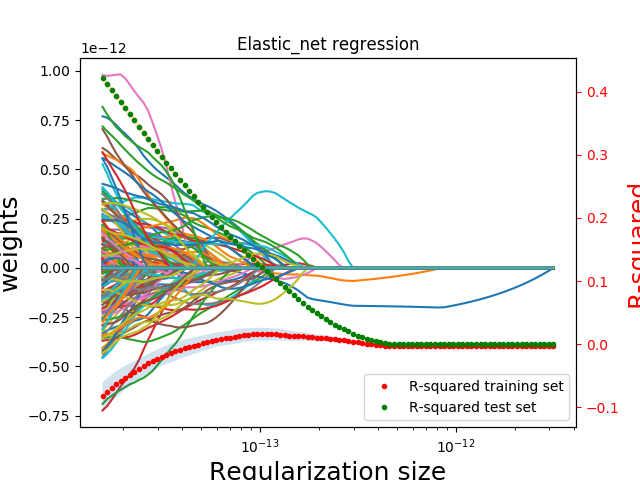 Elastic_net regression
1e−12
1.00
0.75
0.50
0.25
0.00
−0.25
−0.50
−0.75
weights
0.4
0.3
0.2
0.1
0.0
−0.1
R-squared
R-squared training set
R-squared test set
10−13
10−12
Regularization size